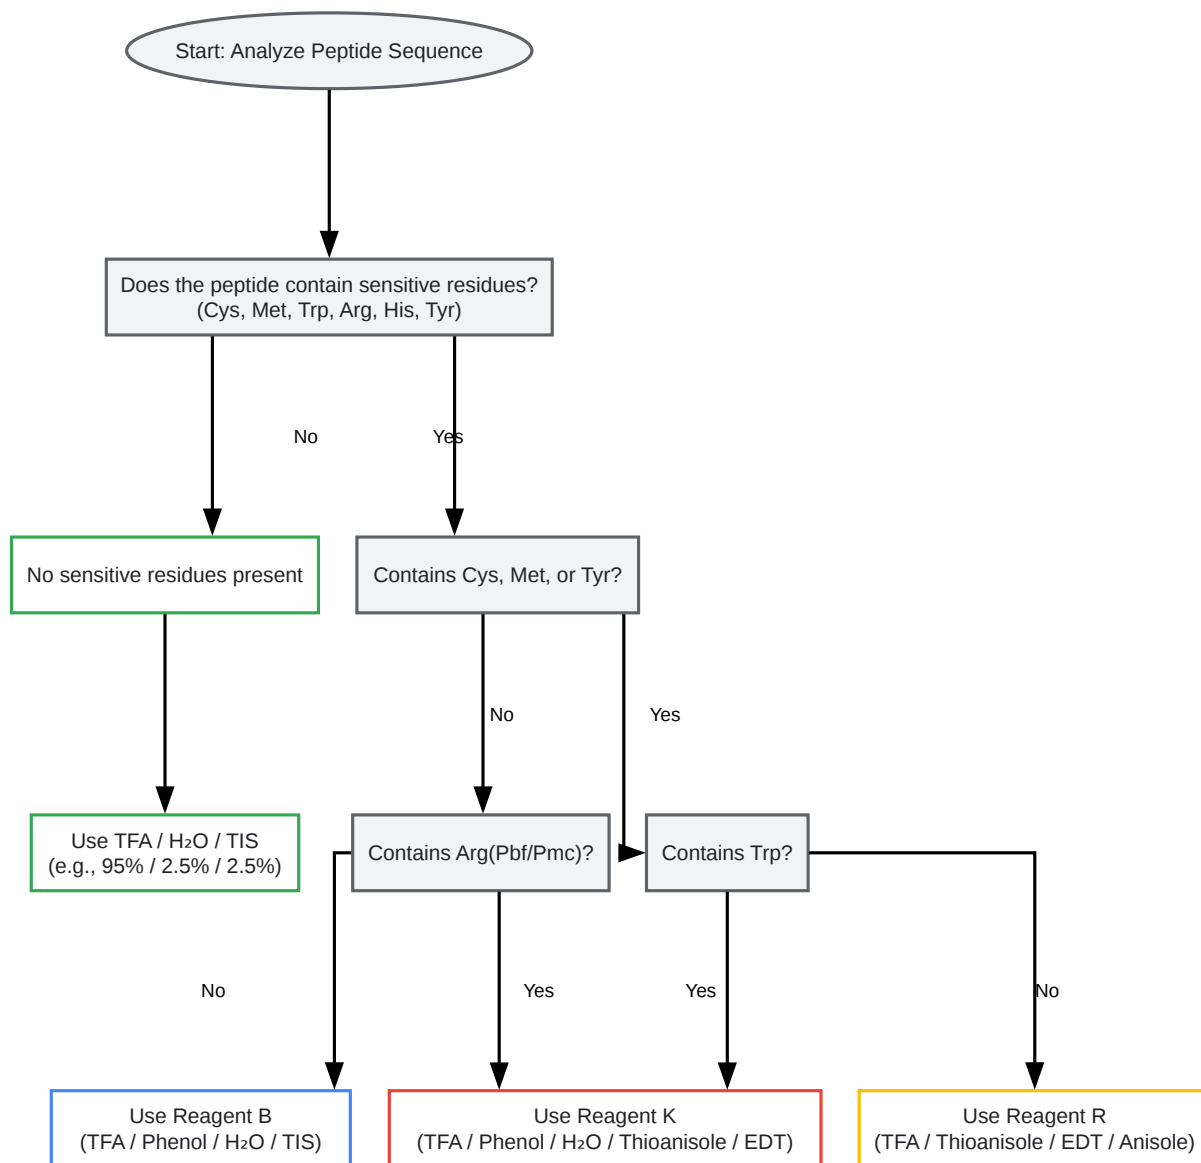 Start: Analyze Peptide Sequence
Does the peptide contain sensitive residues?
(Cys, Met, Trp, Arg, His, Tyr)
No
Yes
No sensitive residues present
Contains Cys, Met, or Tyr?
No
Yes
Use TFA / H₂O / TIS
(e.g., 95% / 2.5% / 2.5%)
Contains Arg(Pbf/Pmc)?
Contains Trp?
No
Yes
Yes
No
Use Reagent B
(TFA / Phenol / H₂O / TIS)
Use Reagent K
(TFA / Phenol / H₂O / Thioanisole / EDT)
Use Reagent R
(TFA / Thioanisole / EDT / Anisole)